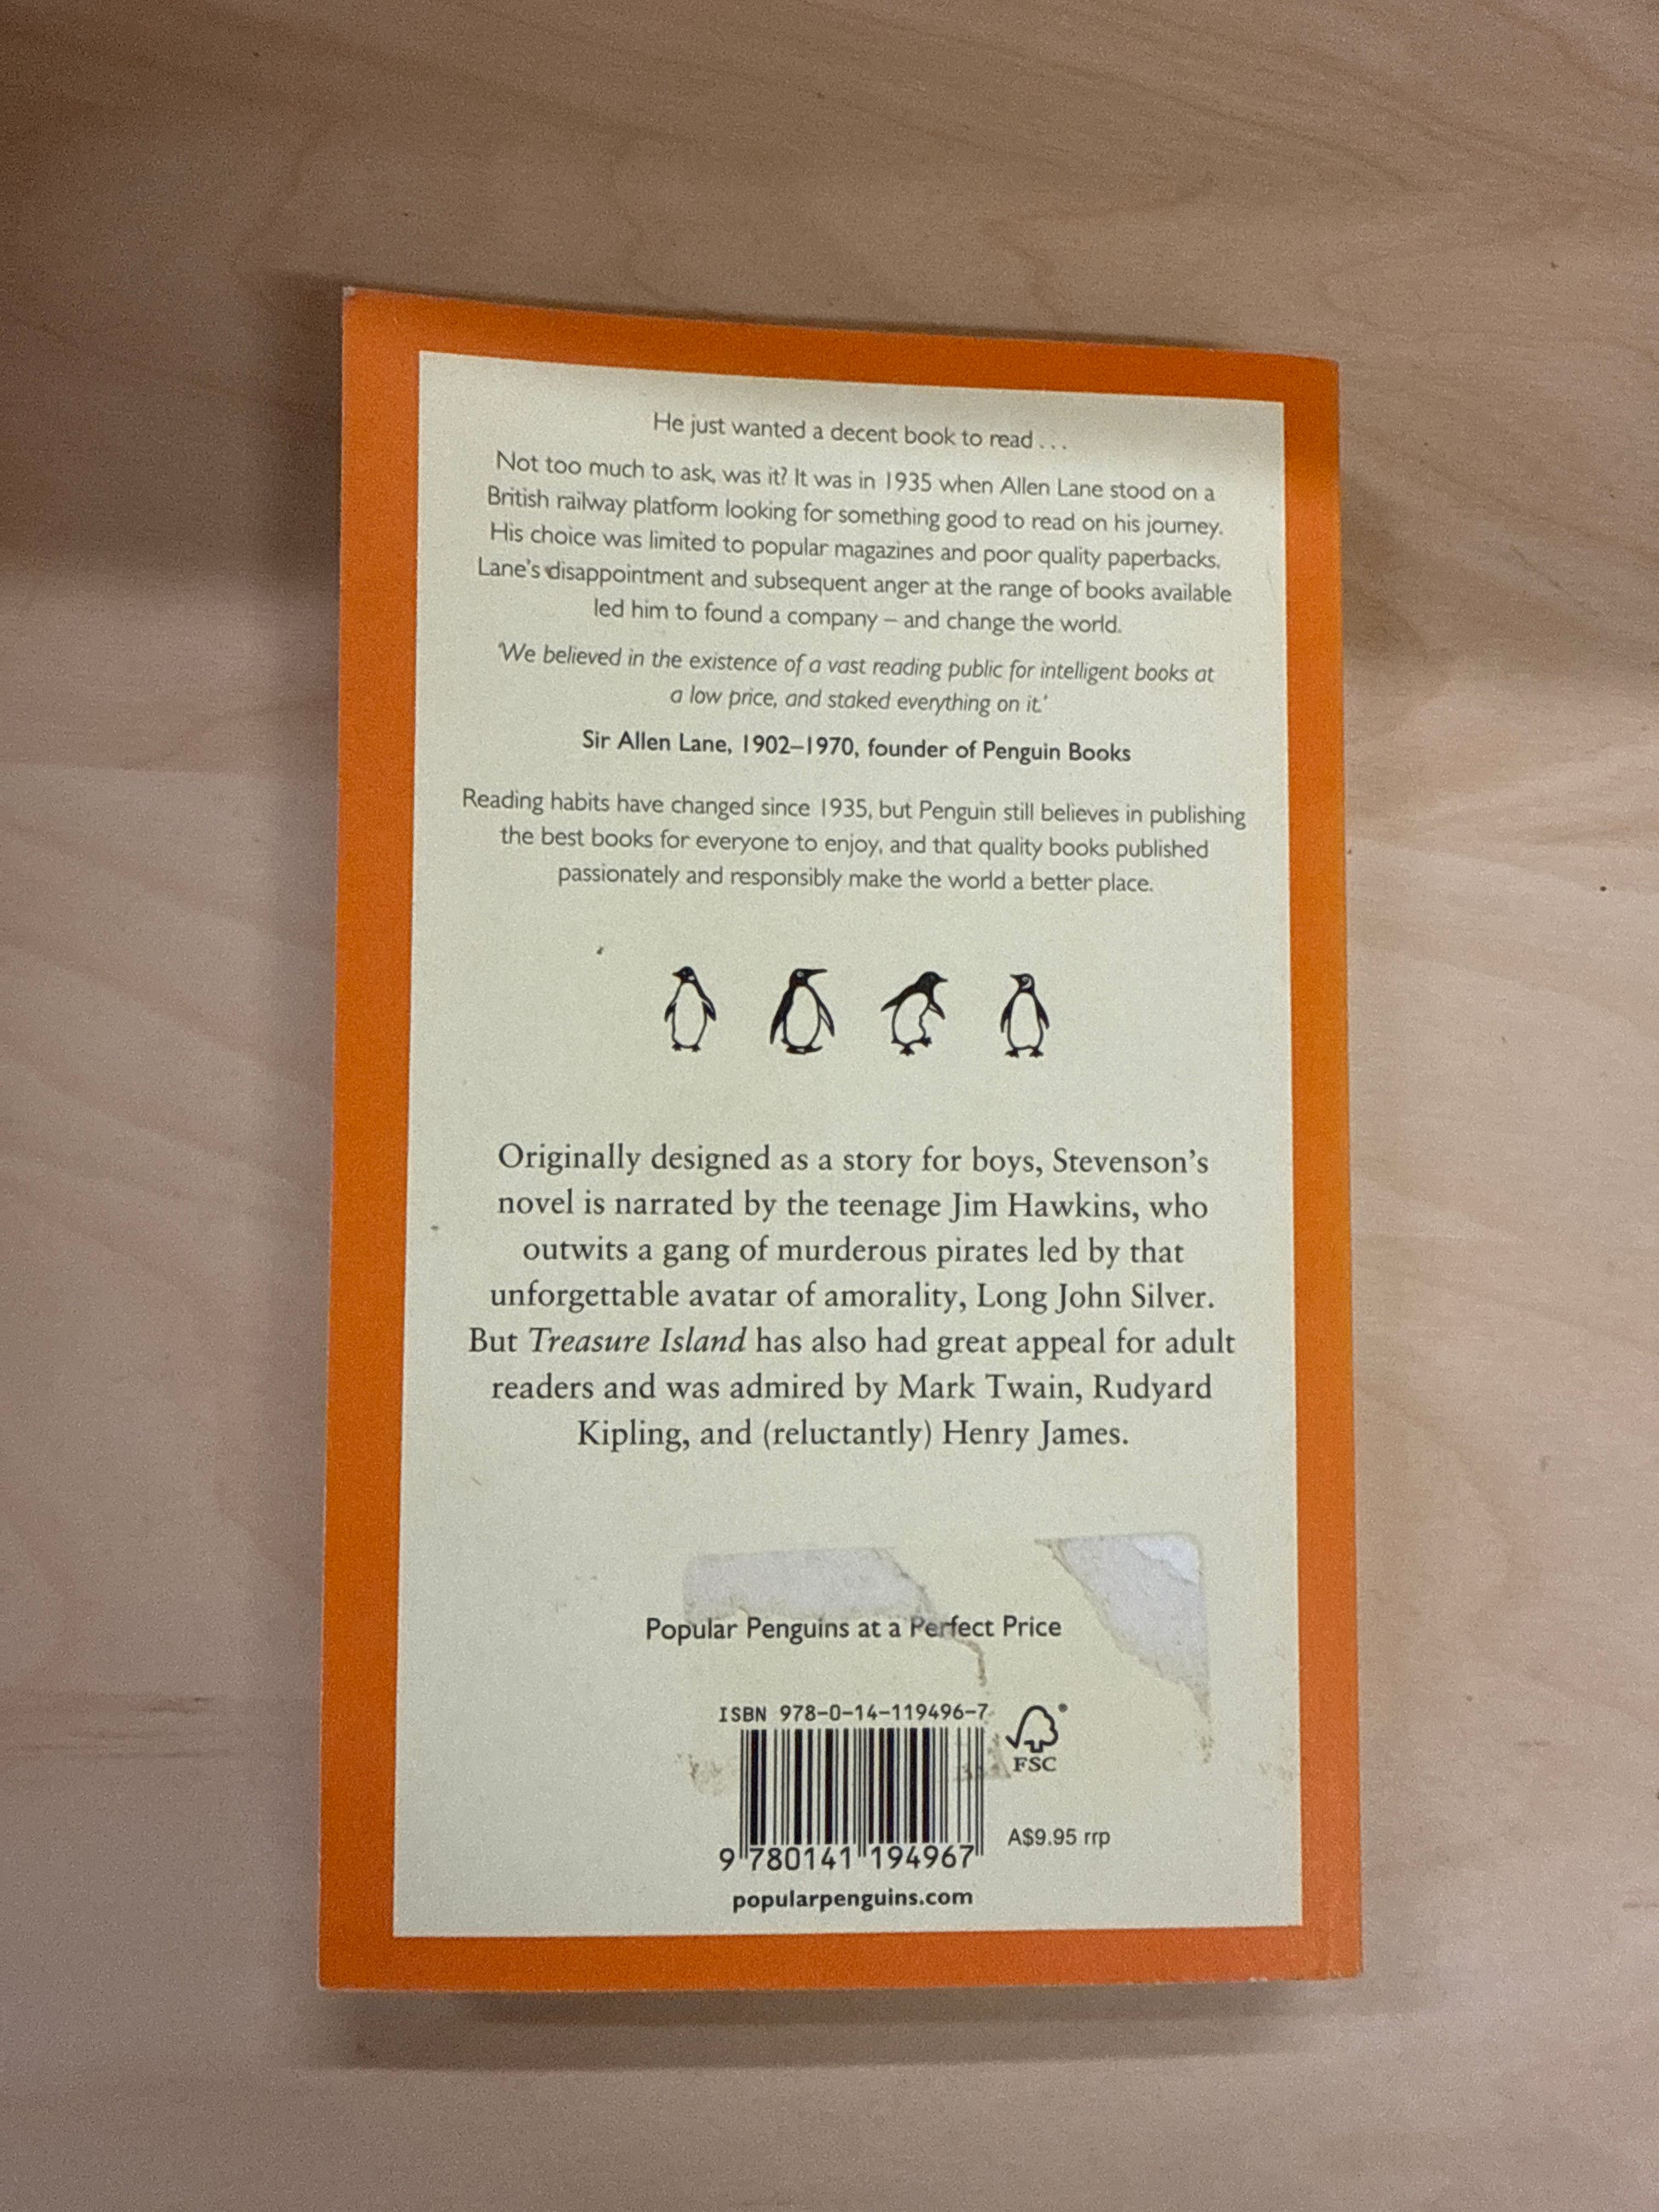 He just wanted a decent book to read . . .
Not too much to ask, was it? It was in 1935 when Allen Lane stood on a
British railway platform looking for something good to read on his journey.
His choice was limited to popular magazines and poor quality paperbacks.
Lane's disappointment and subsequent anger at the range of books available
led him to found a company – and change the world.
'We believed in the existence of a vast reading public for intelligent books at
a low price, and staked everything on it.'
Sir Allen Lane, 1902–1970, founder of Penguin Books
Reading habits have changed since 1935, but Penguin still believes in publishing
the best books for everyone to enjoy, and that quality books published
passionately and responsibly make the world a better place.
Originally designed as a story for boys, Stevenson's
novel is narrated by the teenage Jim Hawkins, who
outwits a gang of murderous pirates led by that
unforgettable avatar of amorality, Long John Silver.
But Treasure Island has also had great appeal for adult
readers and was admired by Mark Twain, Rudyard
Kipling, and (reluctantly) Henry James.
Popular Penguins at a Perfect Price
ISBN 978-0-14-119496-7
FSC
A$9.95 rrp
9 780141 194967
popularpenguins.com